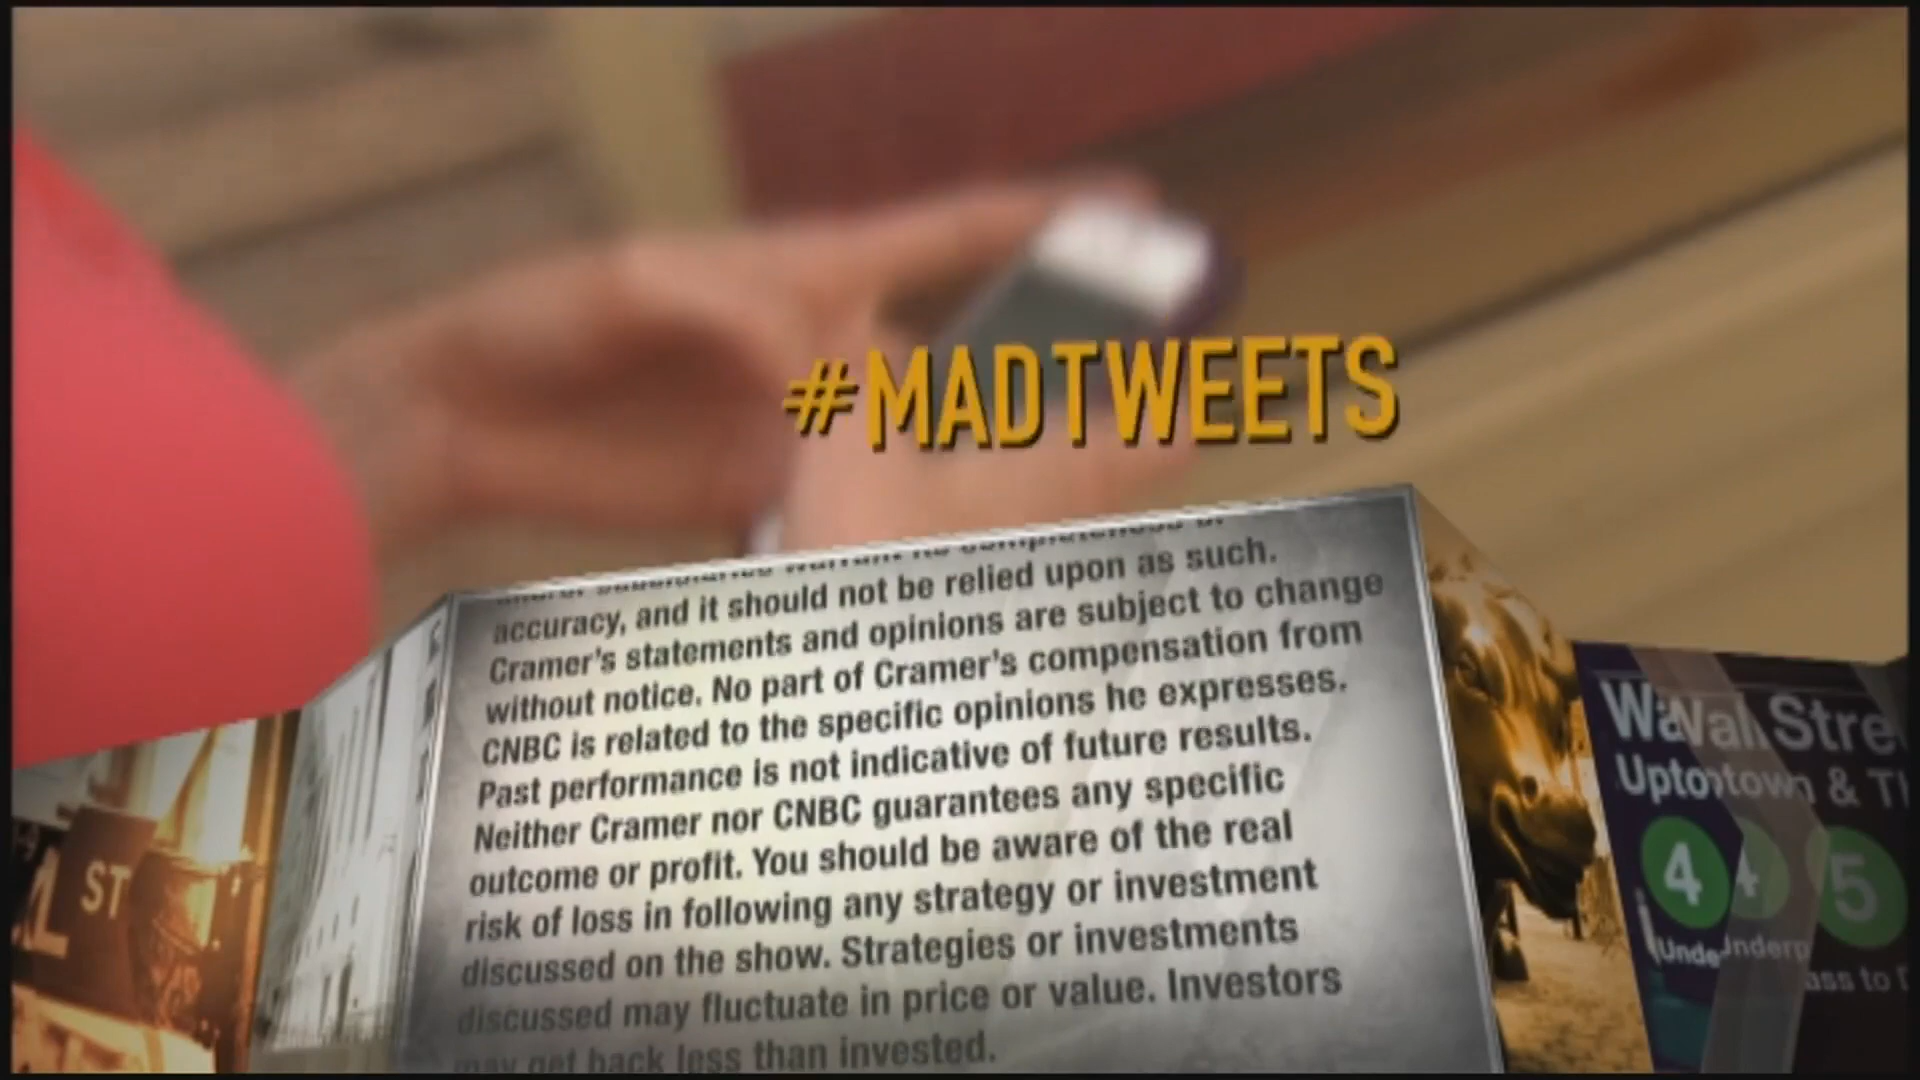 #MADTWEETS
accuracy, and it should not be relied upon as such.
Cramer's statements and opinions are subject to change
without notice. No part of Cramer's compensation from
CNBC is related to the specific opinions he expresses.
Past performance is not indicative of future results.
Neither Cramer nor CNBC guarantees any specific
outcome or profit. You should be aware of the real
risk of loss in following any strategy or investment
discussed on the show. Strategies or investments
discussed may fluctuate in price or value. Investors
may get back less than invested.
ST
Stre
& Th
4 4 5
to